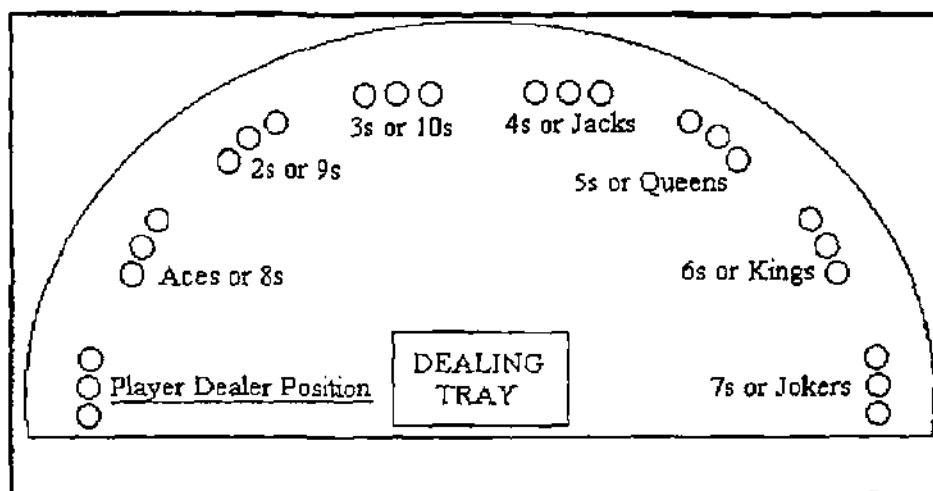 3s or 10s
4s or Jacks
2s or 9s
5s or Queens
Aces or 8s
6s or Kings
Player Dealer Position
DEALING
TRAY
7s or Jokers